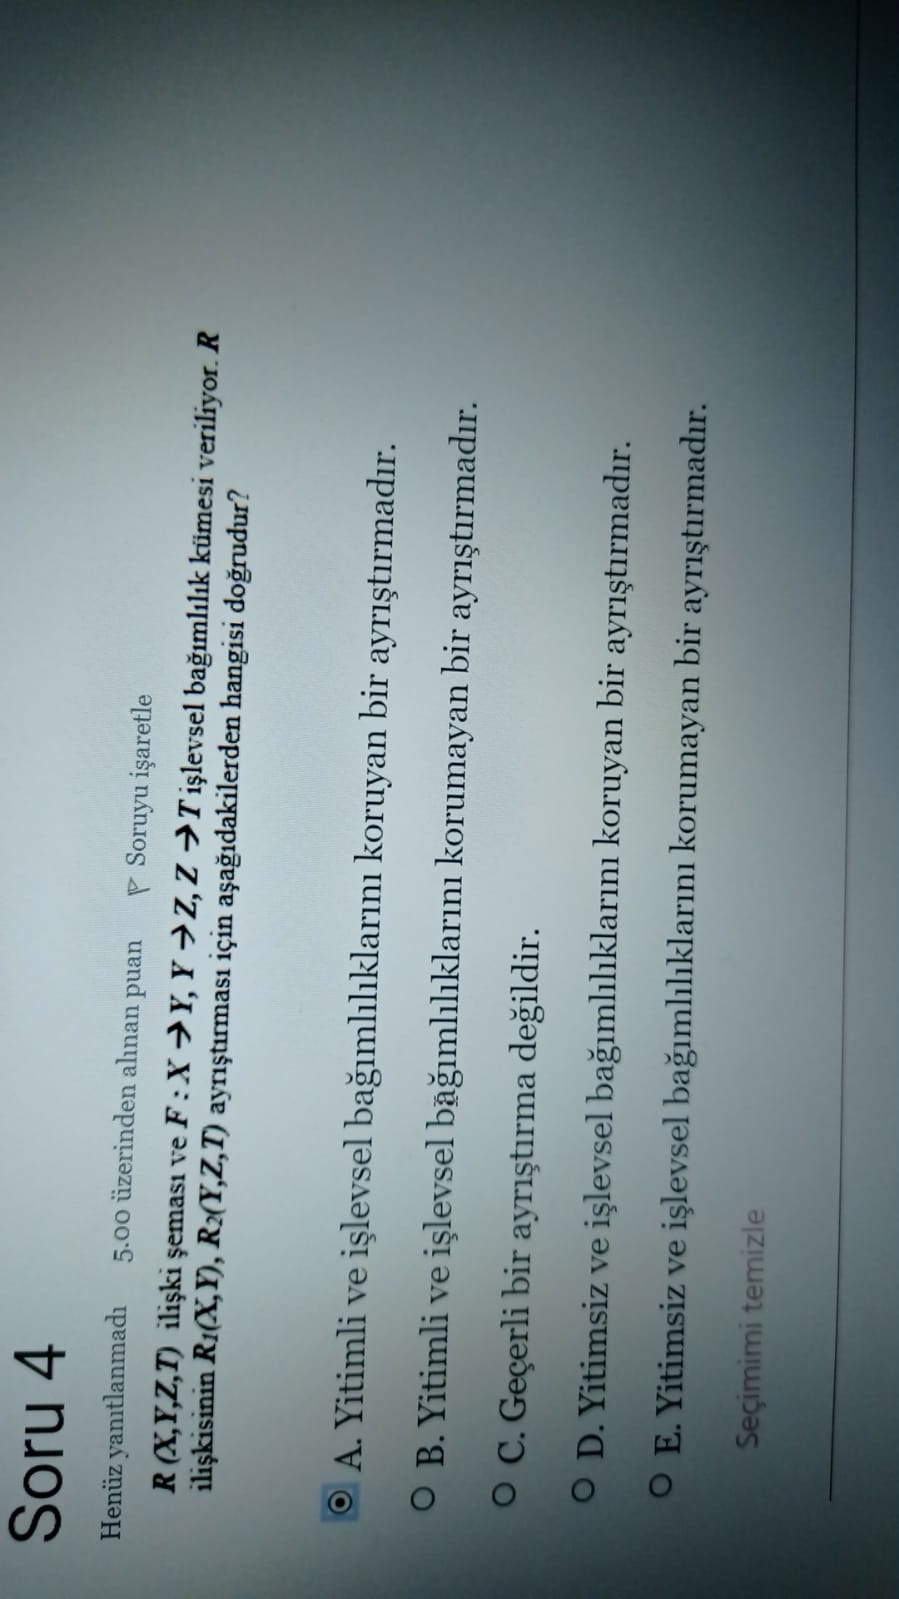 Soru 4
Henüz yanıtlanmadı 5.00 üzerinden alınan puan Soruyu işaretle
R (X,Y,Z,T) ilişki şeması ve F : X →Y, Y →Z, Z →T işlevsel bağımlılık kümesi veriliyor. R
ilişkisinin R1(X,Y), R2(Y,Z,T) ayrıştırması için aşağıdakilerden hangisi doğrudur?
A. Yitimli ve işlevsel bağımlılıklarını koruyan bir ayrıştırmadır.
B. Yitimli ve işlevsel bağımlılıklarını korumayan bir ayrıştırmadır.
C. Geçerli bir ayrıştırma değildir.
D. Yitimsiz ve işlevsel bağımlılıklarını koruyan bir ayrıştırmadır.
E. Yitimsiz ve işlevsel bağımlılıklarını korumayan bir ayrıştırmadır.
Seçimimi temizle